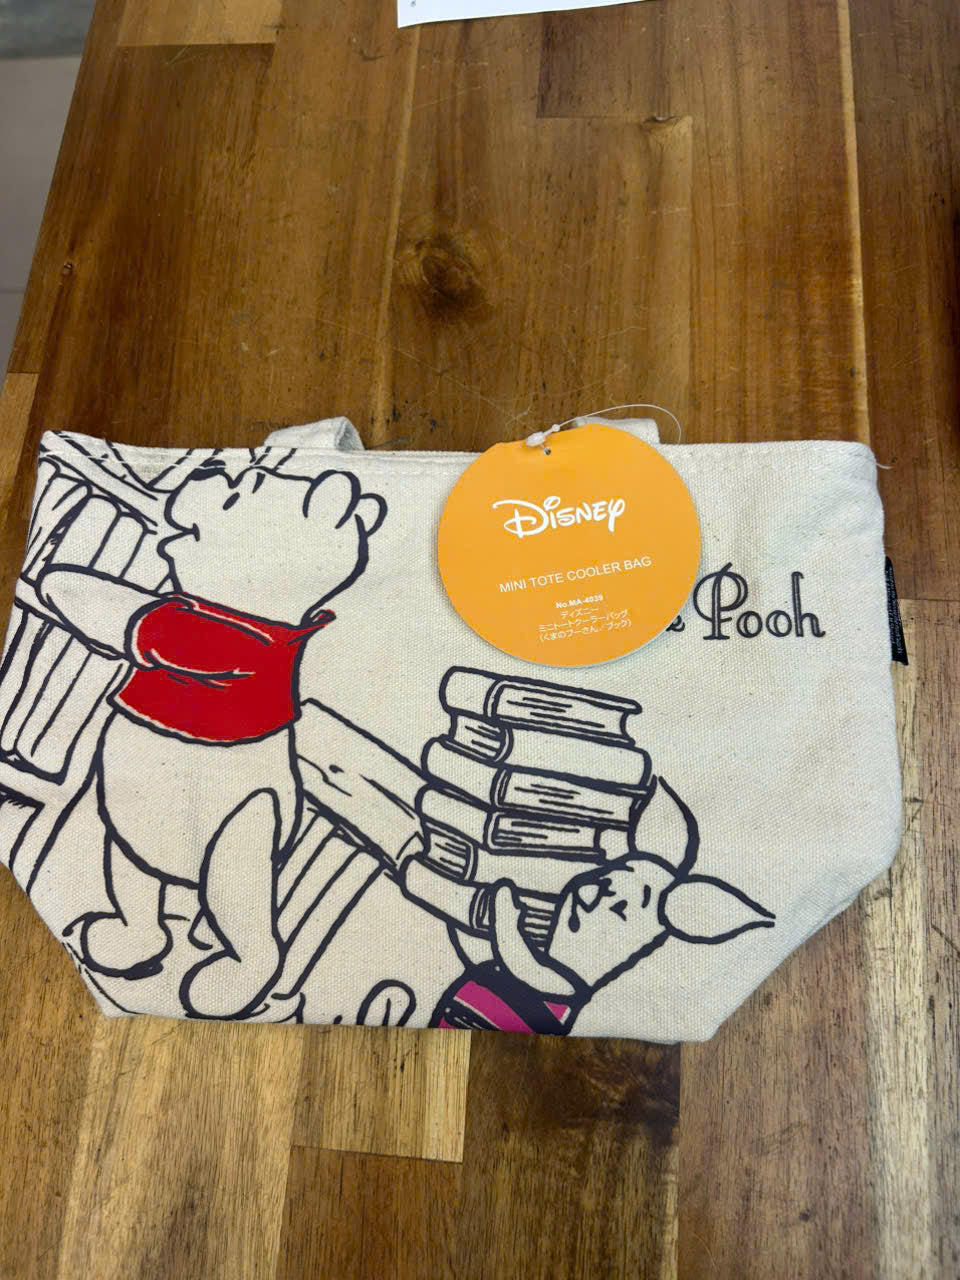 Disney
MINI TOTE COOLER BAG
No.MA-4039
ディズニー
ミニトートクーラーバッグ
(くまのプーさん/ブック)
Pooh